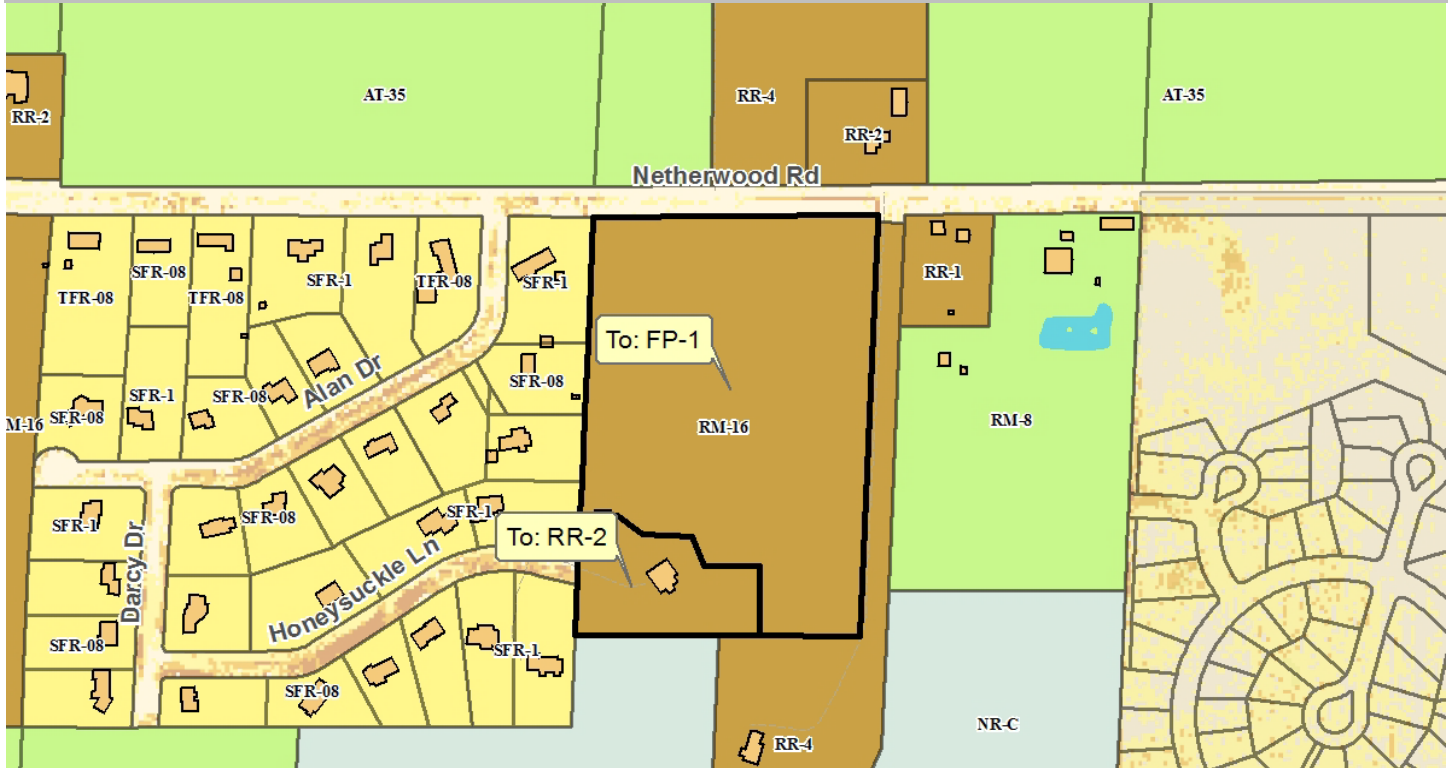 AT-35
RR-4
AT-35
RR-2
RR-2
Netherwood Rd
SFR-08
RR-1
SFR-1
TFR-08
SFR-1
TFR-08
TFR-08
To: FP-1
SFR-08
SFR-1
SFR-08
Alan Dr
SFR-08
M-16
RM-16
RM-8
SFR-1
SFR-08
SFR-1
To: RR-2
Darcy Dr
Honeysuckle Ln
SFR-08
SFR-1
SFR-08
NR-C
RR-4